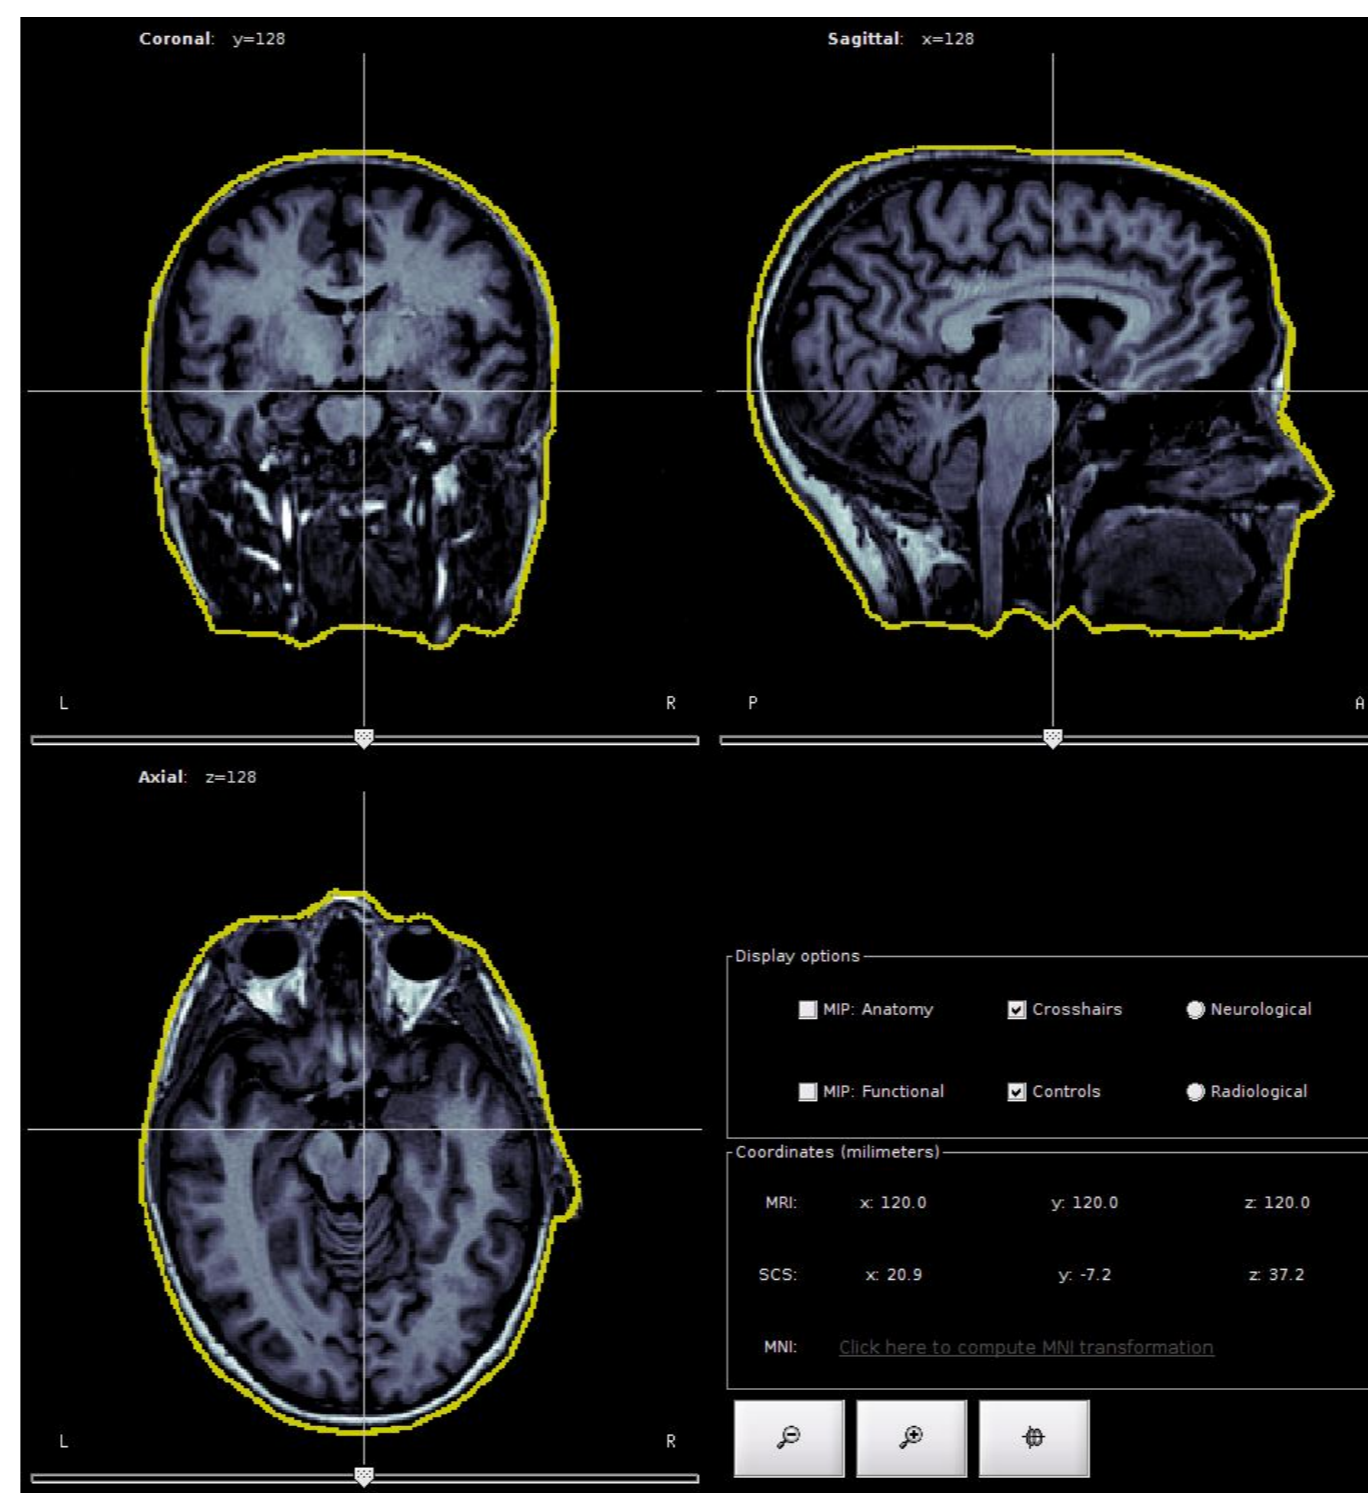 Coronal: y=128
Sagittal: x=128
L
R
P
A
Axial: z=128
Display options
MIP: Anatomy
Crosshairs
Neurological
MIP: Functional
Controls
Radiological
Coordinates (milimeters)
MRI: x: 120.0 y: 120.0 z: 120.0
SCS: x: 20.9 y: -7.2 z: 37.2
MNI: Click here to compute MNI transformation
L
R